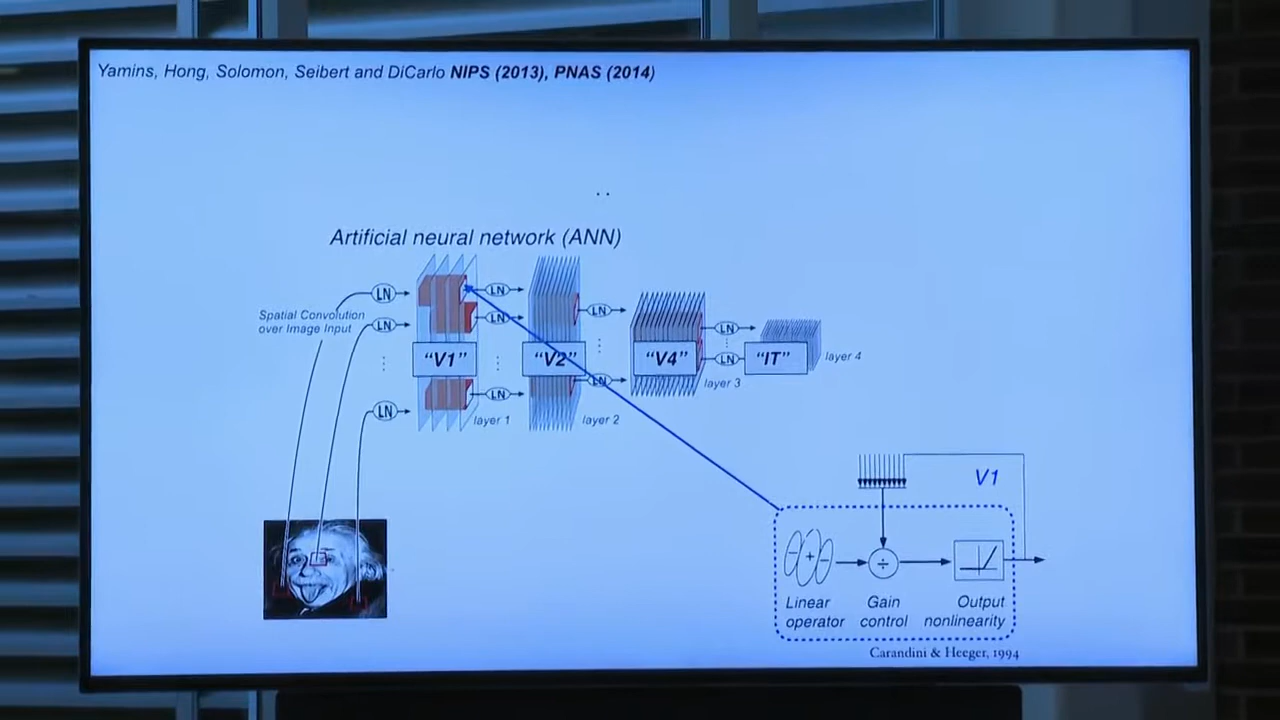 Yamins, Hong, Solomon, Seibert and DiCarlo NIPS (2013), PNAS (2014)
Artificial neural network (ANN)
Spatial Convolution
over Image Input
LN
LN
LN
LN
LN
LN
LN
LN
LN
LN
“V1”
“V2”
“V4”
“IT”
layer 1
layer 2
layer 3
layer 4
V1
Linear
operator
Gain
control
Output
nonlinearity
Carandini & Heeger, 1994